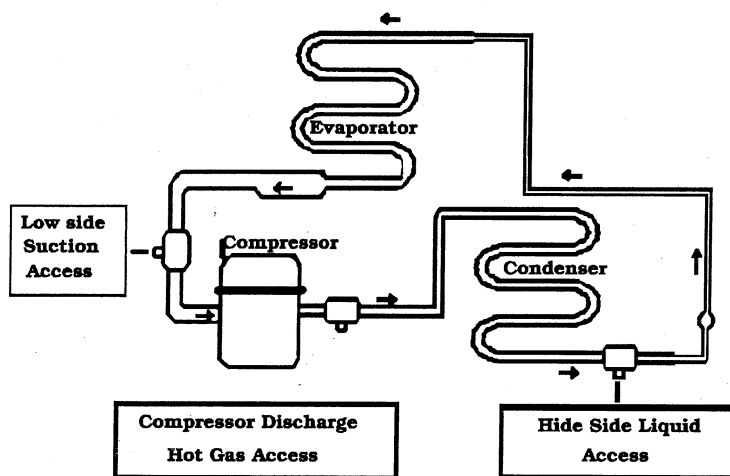 Evaporator
Low side
Suction
Access
Compressor
Condenser
Compressor Discharge
Hot Gas Access
Hide Side Liquid
Access